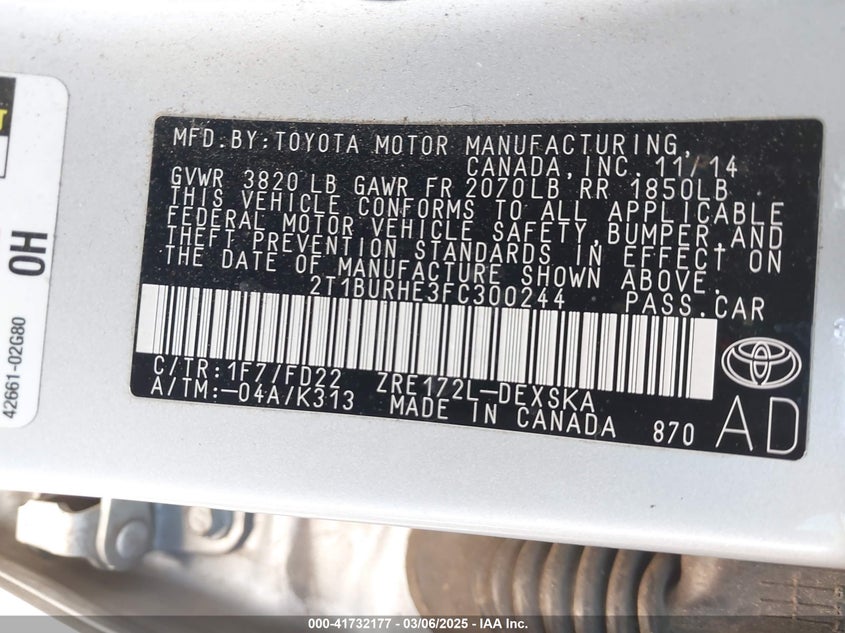 MFD.BY:TOYOTA MOTOR MANUFACTURING,
CANADA,INC. 11/14
GVWR 3820 LB GAWR FR 2070LB,RR 1850LB
THIS VEHICLE CONFORMS TO ALL APPLICABLE
FEDERAL MOTOR VEHICLE SAFETY,BUMPER,AND
THEFT PREVENTION STANDARDS IN EFFECT ON
THE DATE OF MANUFACTURE SHOWN ABOVE.
2T1BURHE3FC300244 PASS.CAR
C/TR:1F7/FD22 ZRE172L-DEXSKA
A/TM:-04A/K313 MADE IN CANADA 870
AD
42661-02G80
OH
000-41732177 - 03/06/2025 - IAA Inc.